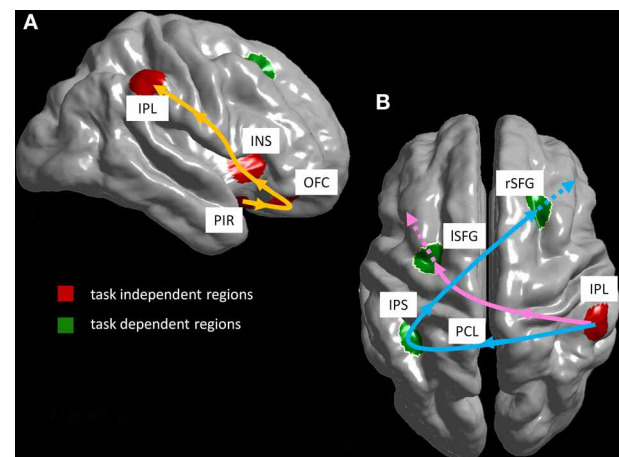 A
IPL
INS
OFC
PIR
task independent regions
task dependent regions
B
rSFG
lSFG
IPL
IPS
PCL